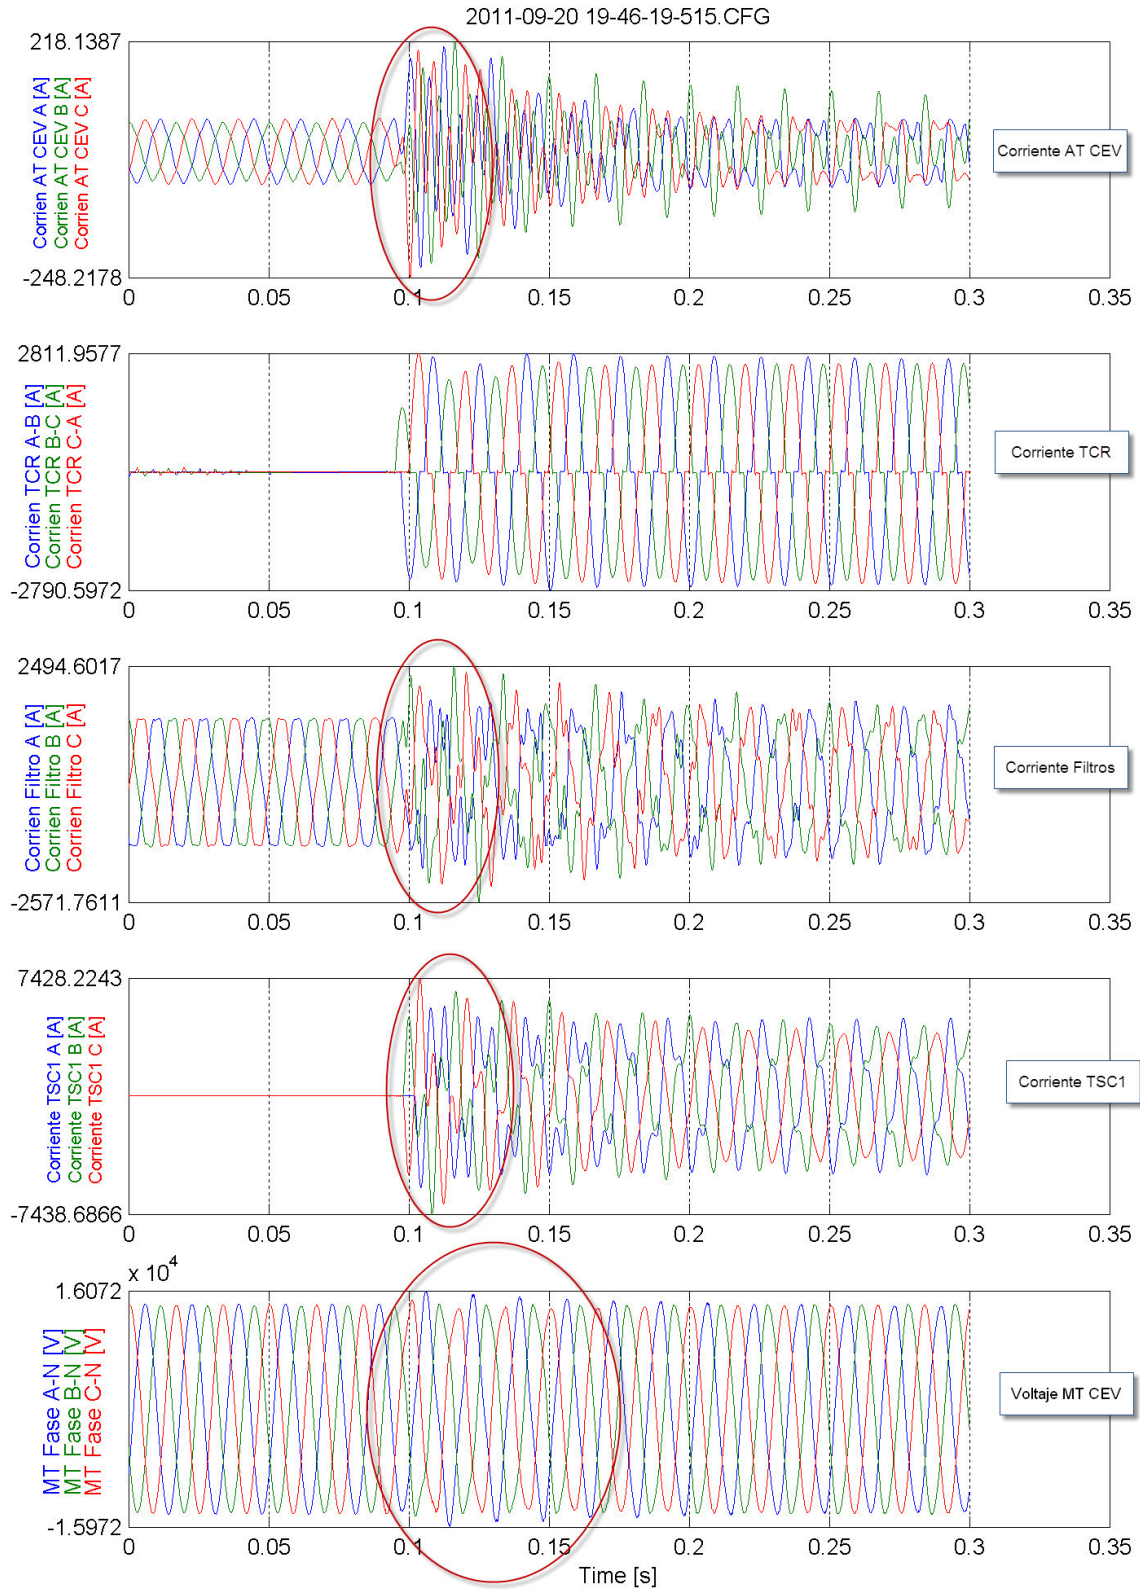 2011-09-20 19-46-19-515.CFG
218.1387
-248.2178
Corrien AT CEV A [A]
Corrien AT CEV B [A]
Corrien AT CEV C [A]
0 0.05 0.1 0.15 0.2 0.25 0.3 0.35
Corriente AT CEV
2811.9577
-2790.5972
Corrien TCR A-B [A]
Corrien TCR B-C [A]
Corrien TCR C-A [A]
0 0.05 0.1 0.15 0.2 0.25 0.3 0.35
Corriente TCR
2494.6017
-2571.7611
Corrien Filtro A [A]
Corrien Filtro B [A]
Corrien Filtro C [A]
0 0.05 0.1 0.15 0.2 0.25 0.3 0.35
Corriente Filtros
7428.2243
-7438.6866
Corriente TSC1 A [A]
Corriente TSC1 B [A]
Corriente TSC1 C [A]
0 0.05 0.1 0.15 0.2 0.25 0.3 0.35
Corriente TSC1
x 10^4
1.6072
-1.5972
MT Fase A-N [V]
MT Fase B-N [V]
MT Fase C-N [V]
0 0.05 0.1 0.15 0.2 0.25 0.3 0.35
Voltaje MT CEV
Time [s]